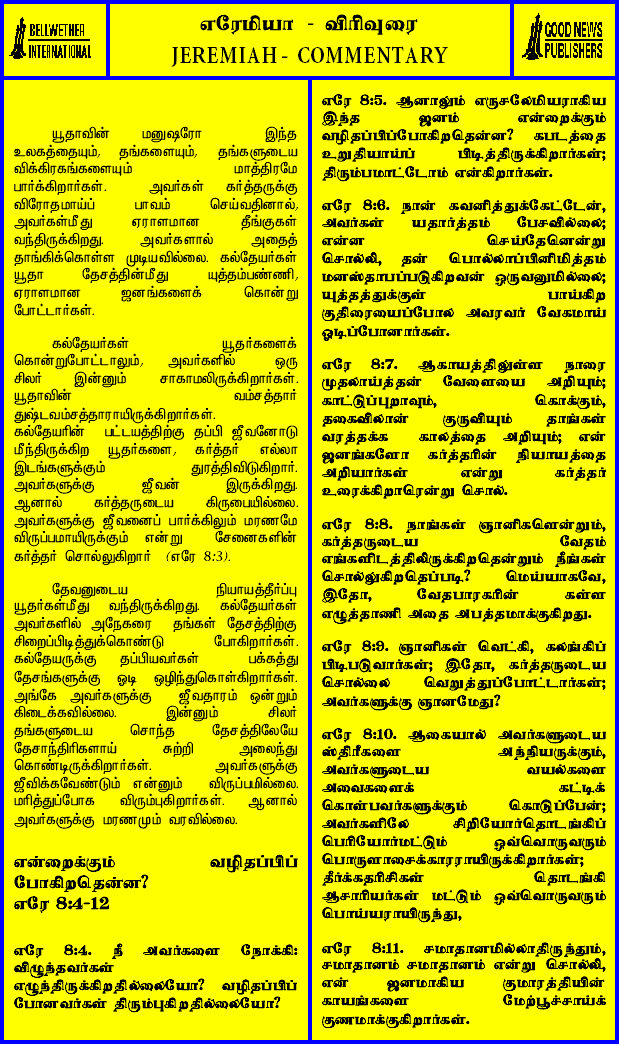 BELLWETHER
INTERNATIONAL
எரேமியா - விரிவுரை
JEREMIAH - COMMENTARY
GOOD NEWS
PUBLISHERS
யூதாவின் மனுஷரோ இந்த
உலகத்தையும், தங்களையும், தங்களுடைய
விக்கிரகங்களையும் மாத்திரமே
பார்க்கிறார்கள். அவர்கள் கர்த்தருக்கு
விரோதமாய்ப் பாவம் செய்வதினால்,
அவர்கள்மீது ஏராளமான தீங்குகள்
வந்திருக்கிறது. அவர்களால் அதைத்
தாங்கிக்கொள்ள முடியவில்லை. கல்தேயர்கள்
யூதா தேசத்தின்மீது யுத்தம்பண்ணி,
ஏராளமான ஜனங்களைக் கொன்று
போட்டார்கள்.
கல்தேயர்கள் யூதர்களைக்
கொன்றுபோட்டாலும், அவர்களில் ஒரு
சிலர் இன்னும் சாகாமலிருக்கிறார்கள்.
யூதாவின் வம்சத்தார்
துஷ்டவம்சத்தாராயிருக்கிறார்கள்.
கல்தேயரின் பட்டயத்திற்கு தப்பி ஜீவனோடு
மீந்திருக்கிற யூதர்களை, கர்த்தர் எல்லா
இடங்களுக்கும் துரத்திவிடுகிறார்.
அவர்களுக்கு ஜீவன் இருக்கிறது.
ஆனால் கர்த்தருடைய கிருபையில்லை.
அவர்களுக்கு ஜீவனைப் பார்க்கிலும் மரணமே
விருப்பமாயிருக்கும் என்று சேனைகளின்
கர்த்தர் சொல்லுகிறார் (எரே 8:3).
தேவனுடைய நியாயத்தீர்ப்பு
யூதர்கள்மீது வந்திருக்கிறது. கல்தேயர்கள்
அவர்களில் அநேகரை தங்கள் தேசத்திற்கு
சிறைப்பிடித்துக்கொண்டு போகிறார்கள்.
கல்தேயருக்கு தப்பியவர்கள் பக்கத்து
தேசங்களுக்கு ஓடி ஒழிந்துகொள்கிறார்கள்.
அங்கே அவர்களுக்கு ஜீவதாரம் ஒன்றும்
கிடைக்கவில்லை. இன்னும் சிலர்
தங்களுடைய சொந்த தேசத்திலேயே
தேசாந்திரிகளாய் சுற்றி அலைந்து
கொண்டிருக்கிறார்கள். அவர்களுக்கு
ஜீவிக்கவேண்டும் என்னும் விருப்பமில்லை.
மரித்துப்போக விரும்புகிறார்கள். ஆனால்
அவர்களுக்கு மரணமும் வரவில்லை.
என்றைக்கும் வழிதப்பிப்
போகிறதென்ன?
எரே 8:4-12
எரே 8:4. நீ அவர்களை நோக்கி:
விழுந்தவர்கள்
எழுந்திருக்கிறதில்லையோ? வழிதப்பிப்
போனவர்கள் திரும்புகிறதில்லையோ?
எரே 8:5. ஆனாலும் எருசலேமியராகிய
இந்த ஜனம் என்றைக்கும்
வழிதப்பிப்போகிறதென்ன? கபடத்தை
உறுதியாய்ப் பிடித்திருக்கிறார்கள்;
திரும்பமாட்டோம் என்கிறார்கள்.
எரே 8:6. நான் கவனித்துக்கேட்டேன்,
அவர்கள் யதார்த்தம் பேசவில்லை;
என்ன செய்தேனென்று
சொல்லி, தன் பொல்லாப்பினிமித்தம்
மனஸ்தாபப்படுகிறவன் ஒருவனுமில்லை;
யுத்தத்துக்குள் பாய்கிற
குதிரையைப்போல அவரவர் வேகமாய்
ஓடிப்போனார்கள்.
எரே 8:7. ஆகாயத்திலுள்ள நாரை
முதலாய்த்தன் வேளையை அறியும்;
காட்டுப்புறாவும், கொக்கும்,
தகைவிலான் குருவியும் தாங்கள்
வரத்தக்க காலத்தை அறியும்; என்
ஜனங்களோ கர்த்தரின் நியாயத்தை
அறியார்கள் என்று கர்த்தர்
உரைக்கிறாரென்று சொல்.
எரே 8:8. நாங்கள் ஞானிகளென்றும்,
கர்த்தருடைய வேதம்
எங்களிடத்திலிருக்கிறதென்றும் நீங்கள்
சொல்லுகிறதெப்படி? மெய்யாகவே,
இதோ, வேதபாரகரின் கள்ள
எழுத்தாணி அதை அபத்தமாக்குகிறது.
எரே 8:9. ஞானிகள் வெட்கி, கலங்கிப்
பிடிபடுவார்கள்; இதோ, கர்த்தருடைய
சொல்லை வெறுத்துப்போட்டார்கள்;
அவர்களுக்கு ஞானமேது?
எரே 8:10. ஆகையால் அவர்களுடைய
ஸ்திரீகளை அந்நியருக்கும்,
அவர்களுடைய வயல்களை
அவைகளைக் கட்டிக்
கொள்பவர்களுக்கும் கொடுப்பேன்;
அவர்களிலே சிறியோர்தொடங்கிப்
பெரியோர்மட்டும் ஒவ்வொருவரும்
பொருளாசைக்காரராயிருக்கிறார்கள்;
தீர்க்கதரிசிகள் தொடங்கி
ஆசாரியர்கள் மட்டும் ஒவ்வொருவரும்
பொய்யராயிருந்து,
எரே 8:11. சமாதானமில்லாதிருந்தும்,
சமாதானம் சமாதானம் என்று சொல்லி,
என் ஜனமாகிய குமாரத்தியின்
காயங்களை மேற்பூச்சாய்க்
குணமாக்குகிறார்கள்.